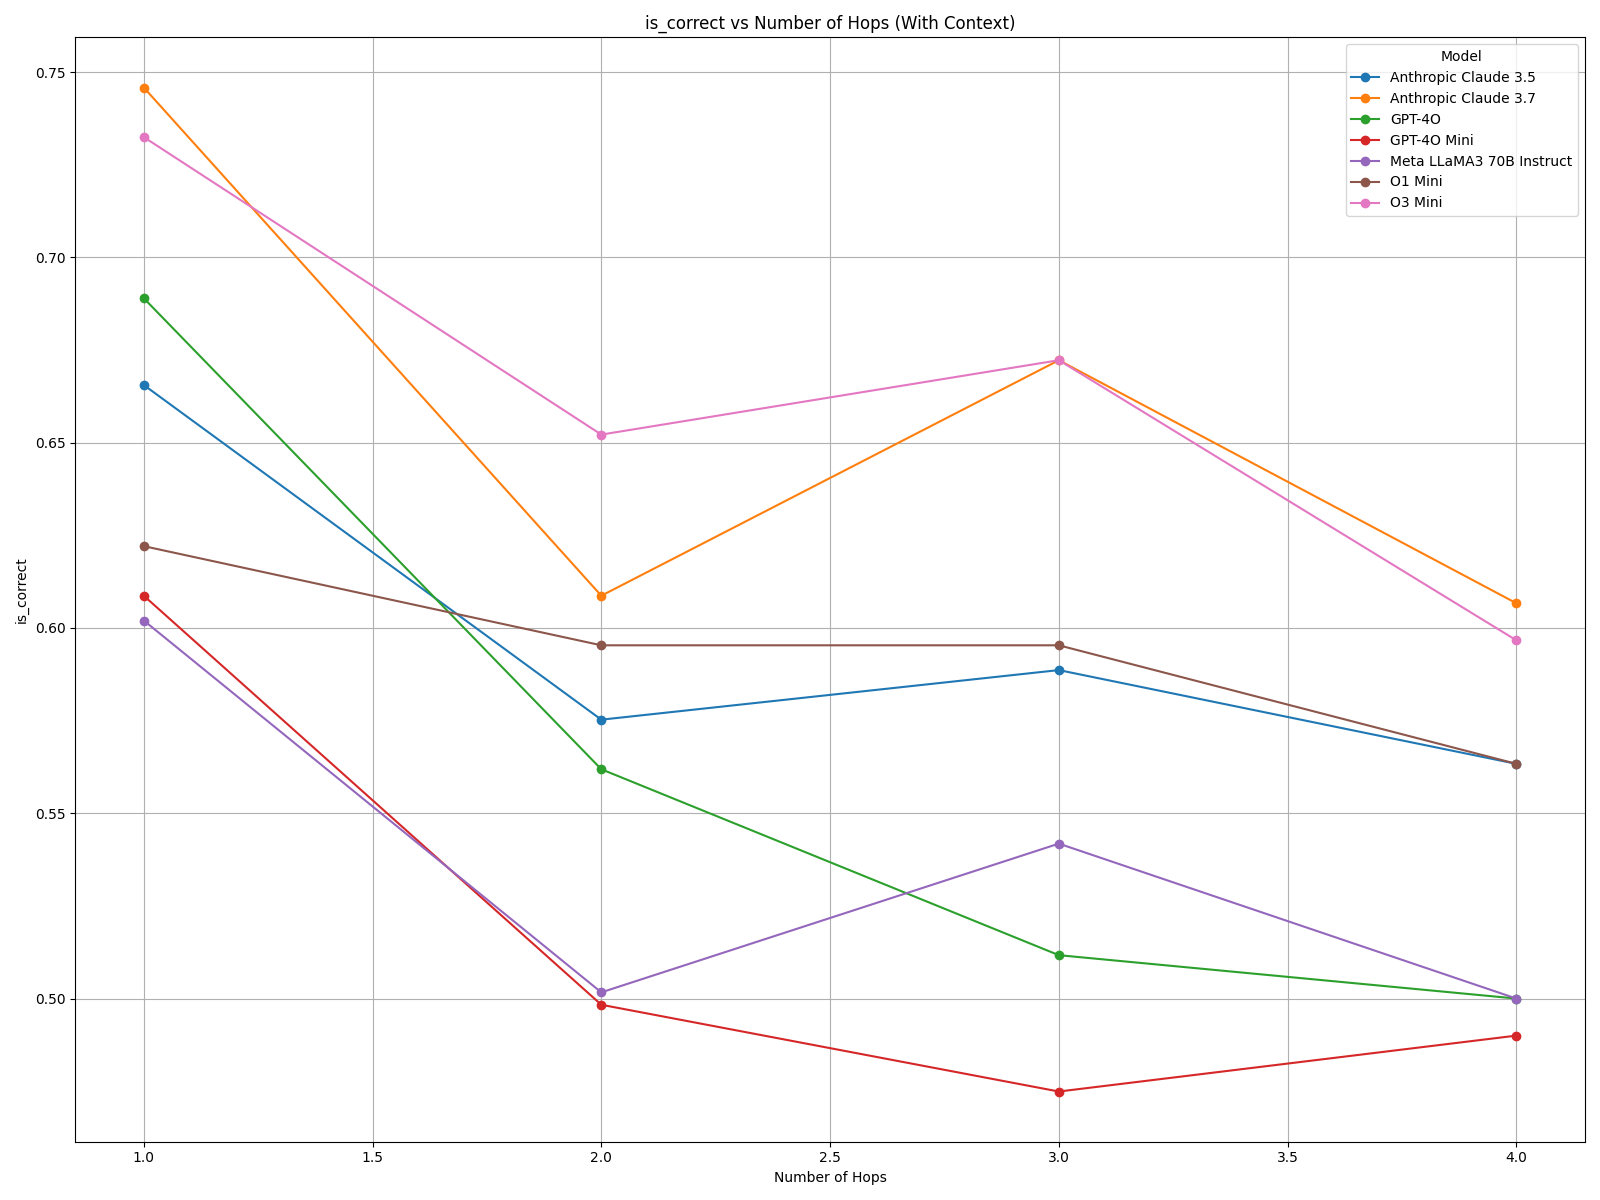 is_correct vs Number of Hops (With Context)
Model
Anthropic Claude 3.5
Anthropic Claude 3.7
GPT-4O
GPT-4O Mini
Meta LLaMA3 70B Instruct
O1 Mini
O3 Mini
is_correct
0.75
0.70
0.65
0.60
0.55
0.50
1.0 1.5 2.0 2.5 3.0 3.5 4.0
Number of Hops